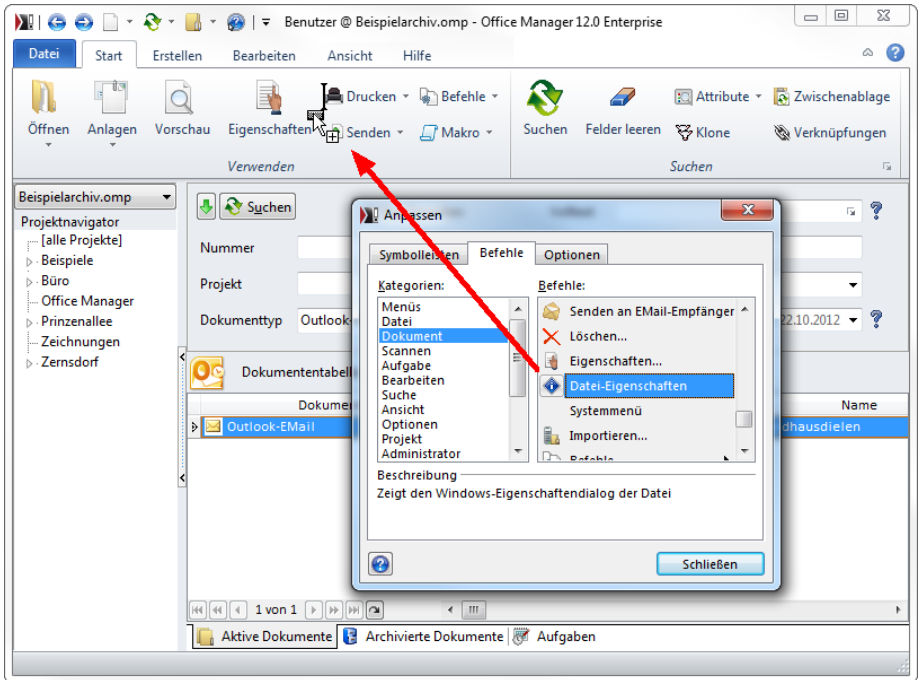 Benutzer @ Beispielarchiv.omp - Office Manager 12.0 Enterprise
Datei Start Erstellen Bearbeiten Ansicht Hilfe
Drucken Befehle Attribute Zwischenablage
Öffnen Anlagen Vorschau Eigenschaften Senden Makro Suchen Felder leeren Klone Verknüpfungen
Verwenden Suchen
Beispielarchiv.omp
Projektnavigator
[alle Projekte]
Beispiele
Büro
Office Manager
Prinzenallee
Zeichnungen
Zernsdorf
Suchen
Nummer
Projekt
Dokumenttyp Outlook- 22.10.2012
Dokumententabell
Dokume Name
Outlook-EMail dhausdielen
Anpassen
Symbolleisten Befehle Optionen
Kategorien:
Menüs
Datei
Dokument
Scannen
Aufgabe
Bearbeiten
Suche
Ansicht
Optionen
Projekt
Administrator
Befehle:
Senden an EMail-Empfänger
Löschen...
Eigenschaften...
Datei-Eigenschaften
Systemmenü
Importieren...
Befehle
Beschreibung
Zeigt den Windows-Eigenschaftendialog der Datei
Schließen
1 von 1
Aktive Dokumente Archivierte Dokumente Aufgaben